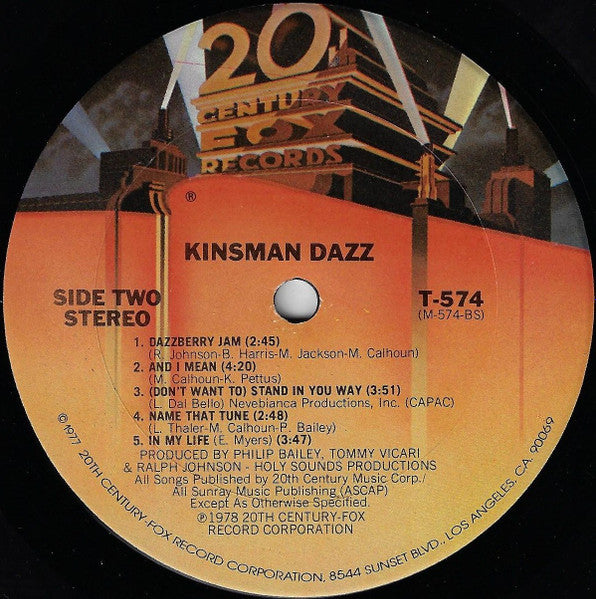 20th
CENTURY
FOX
RECORDS
®
KINSMAN DAZZ
SIDE TWO
STEREO
T-574
(M-574-BS)
1. DAZZBERRY JAM (2:45)
(R. Johnson-B. Harris-M. Jackson-M. Calhoun)
2. AND I MEAN (4:20)
(M. Calhoun-K. Pettus)
3. (DON'T WANT TO) STAND IN YOU WAY (3:51)
(L. Dal Bello) Nevebianca Productions, Inc. (CAPAC)
4. NAME THAT TUNE (2:48)
(L. Thaler-M. Calhoun-P. Bailey)
5. IN MY LIFE (E. Myers) (3:47)
PRODUCED BY PHILIP BAILEY, TOMMY VICARI
& RALPH JOHNSON - HOLY SOUNDS PRODUCTIONS
All Songs Published by 20th Century Music Corp./
All Sunray Music Publishing (ASCAP)
Except As Otherwise Specified.
℗1978 20TH CENTURY-FOX
RECORD CORPORATION
©1977 20TH CENTURY-FOX RECORD CORPORATION, 8544 SUNSET BLVD., LOS ANGELES, CA. 90069